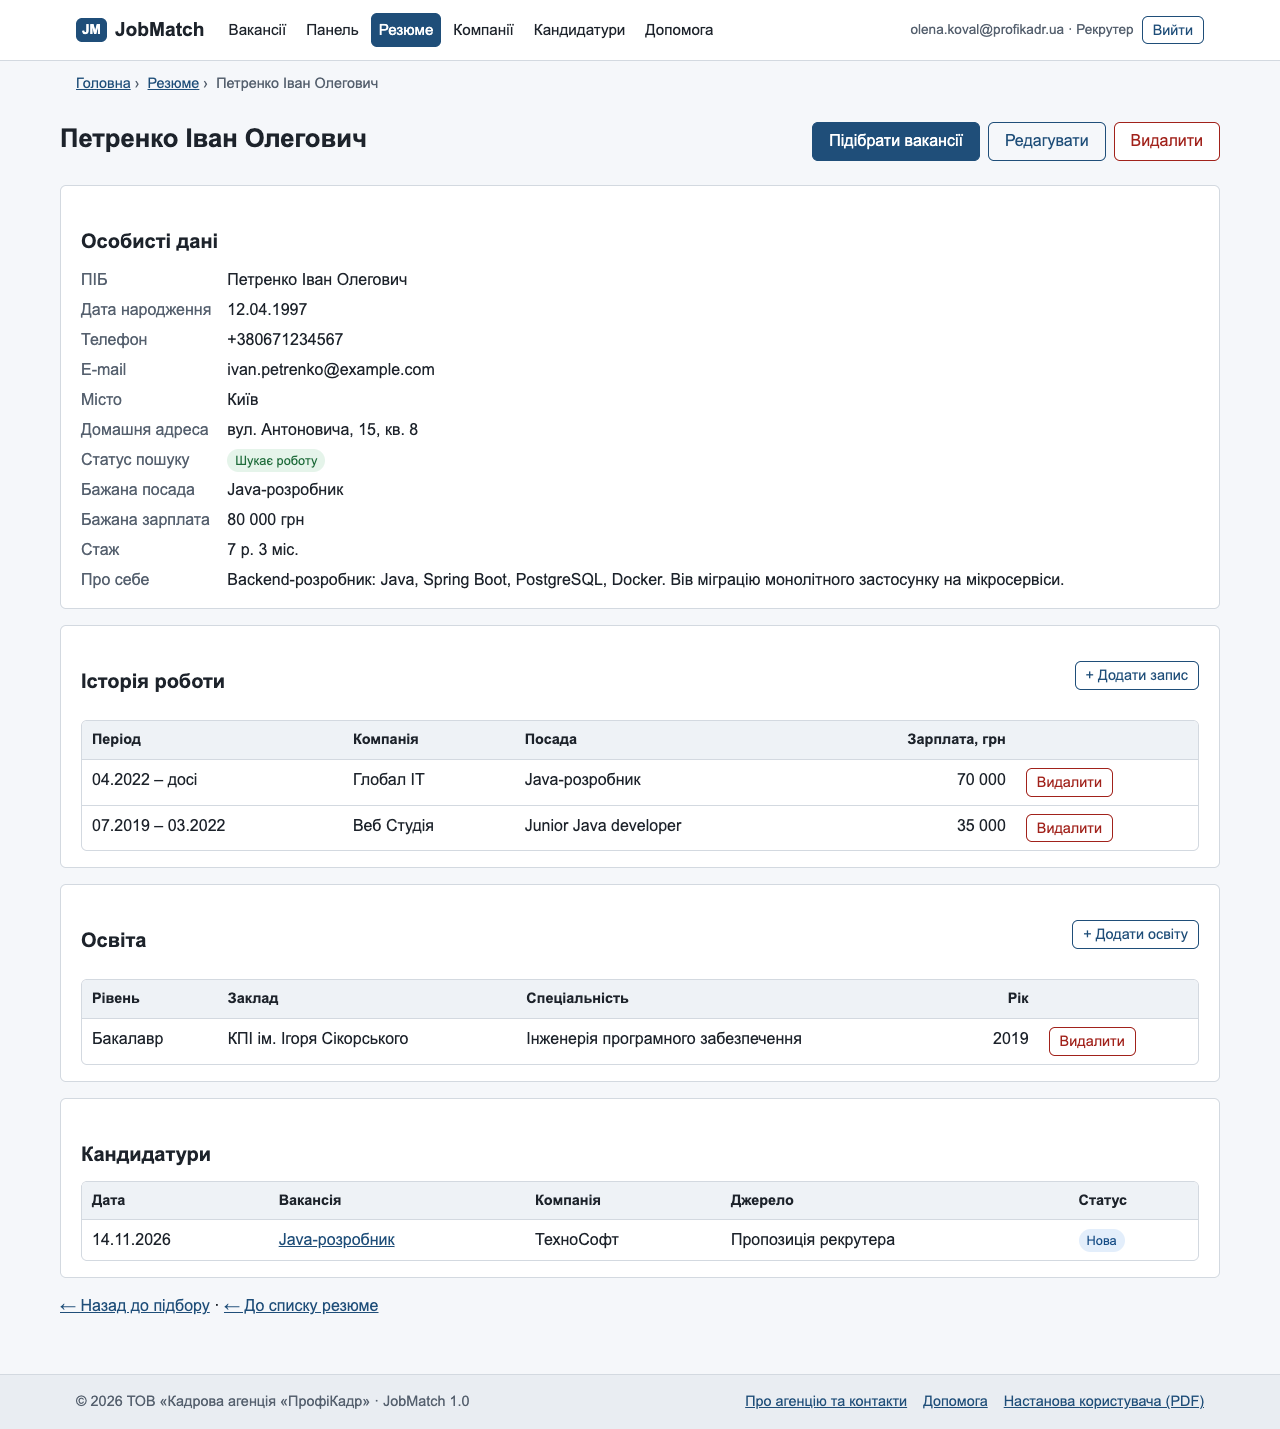 JM JobMatch Вакансії Панель Резюме Компанії Кандидатури Допомога olena.koval@profikadr.ua · Рекрутер Вийти
Головна › Резюме › Петренко Іван Олегович
Петренко Іван Олегович Підібрати вакансії Редагувати Видалити
Особисті дані
ПІБ Петренко Іван Олегович
Дата народження 12.04.1997
Телефон +380671234567
E-mail ivan.petrenko@example.com
Місто Київ
Домашня адреса вул. Антоновича, 15, кв. 8
Статус пошуку Шукає роботу
Бажана посада Java-розробник
Бажана зарплата 80 000 грн
Стаж 7 р. 3 міс.
Про себе Backend-розробник: Java, Spring Boot, PostgreSQL, Docker. Вів міграцію монолітного застосунку на мікросервіси.
Історія роботи + Додати запис
Період Компанія Посада Зарплата, грн
04.2022 – досі Глобал ІТ Java-розробник 70 000 Видалити
07.2019 – 03.2022 Веб Студія Junior Java developer 35 000 Видалити
Освіта + Додати освіту
Рівень Заклад Спеціальність Рік
Бакалавр КПІ ім. Ігоря Сікорського Інженерія програмного забезпечення 2019 Видалити
Кандидатури
Дата Вакансія Компанія Джерело Статус
14.11.2026 Java-розробник ТехноСофт Пропозиція рекрутера Нова
← Назад до підбору · ← До списку резюме
© 2026 ТОВ «Кадрова агенція «ПрофіКадр» · JobMatch 1.0 Про агенцію та контакти Допомога Настанова користувача (PDF)